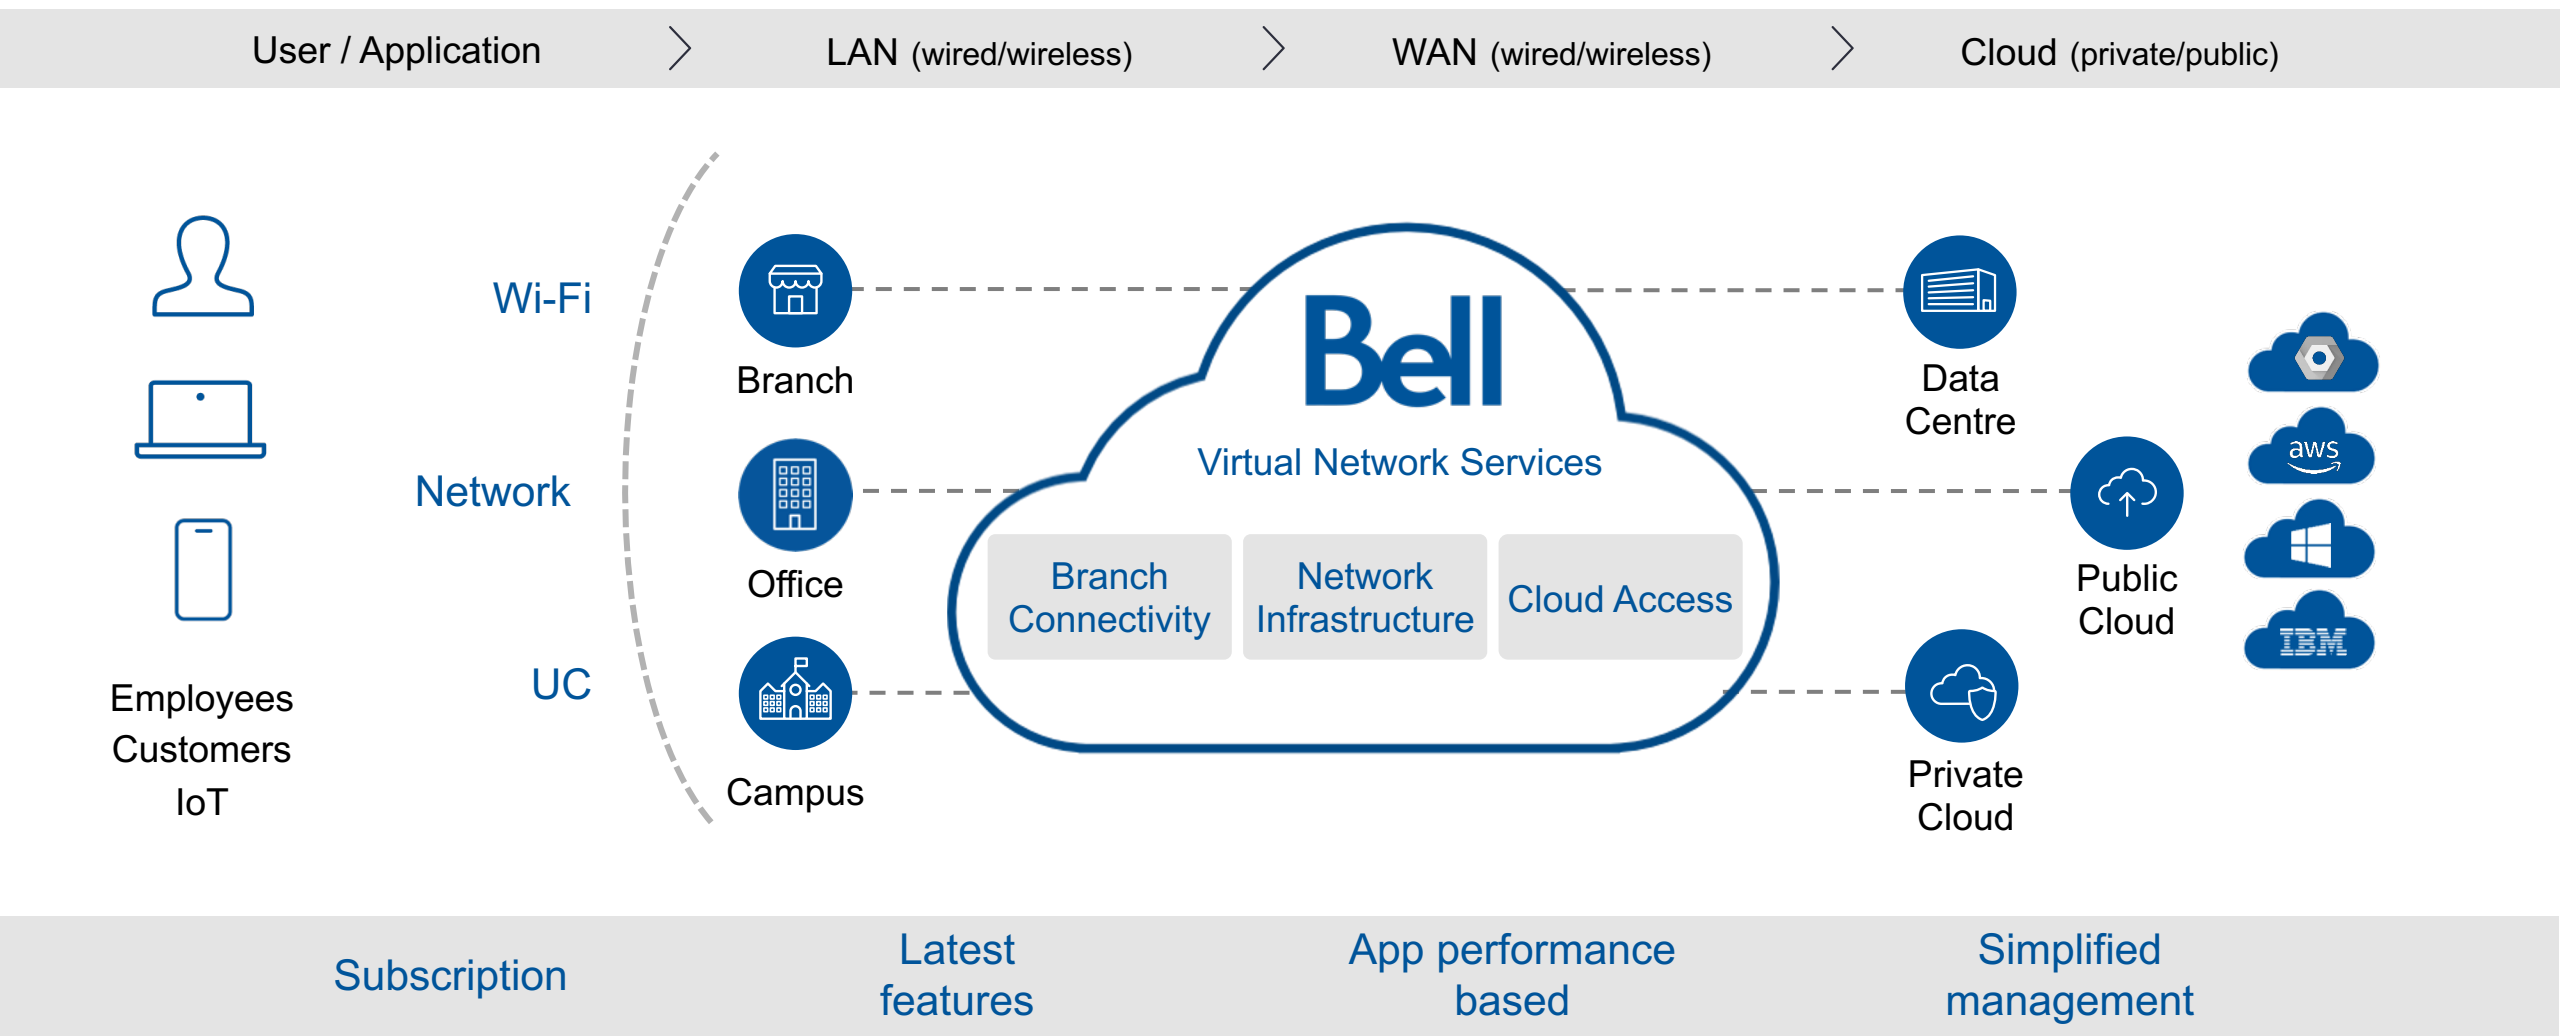 User / Application
LAN (wired/wireless)
WAN (wired/wireless)
Cloud (private/public)
Wi-Fi
Network
UC
Employees
Customers
IoT
Branch
Office
Campus
Bell
Virtual Network Services
Branch
Connectivity
Network
Infrastructure
Cloud Access
Data
Centre
Public
Cloud
Private
Cloud
aws
IBM
Subscription
Latest
features
App performance
based
Simplified
management